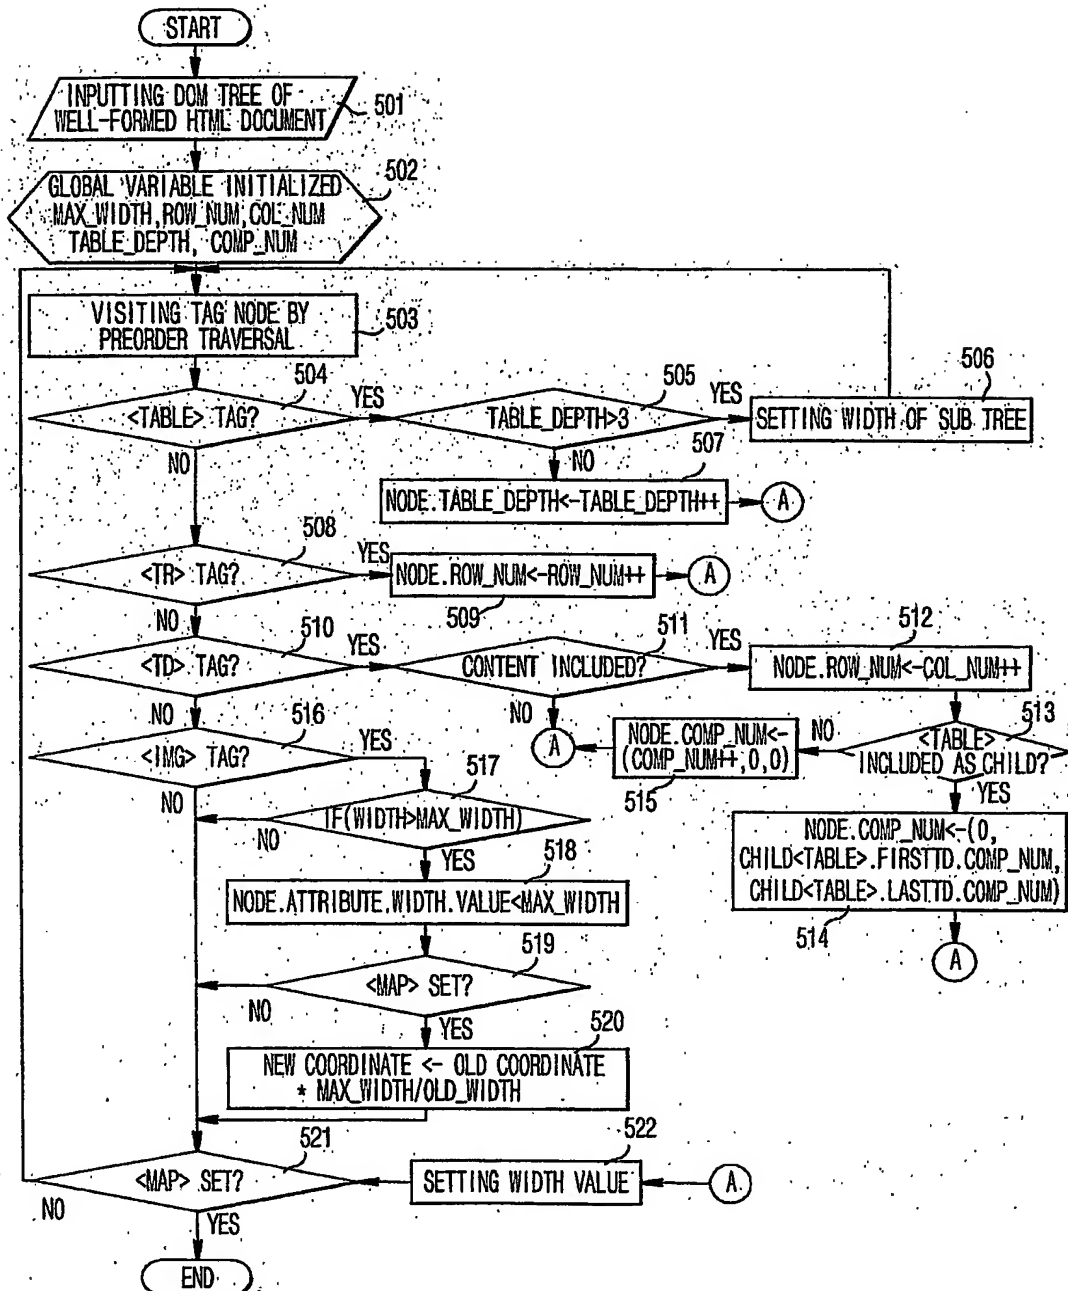 START
INPUTTING DOM TREE OF
WELL-FORMED HTML DOCUMENT
501
GLOBAL VARIABLE INITIALIZED
MAX_WIDTH,ROW_NUM,COL_NUM
TABLE_DEPTH, COMP_NUM
502
VISITING TAG NODE BY
PREORDER TRAVERSAL
503
<TABLE> TAG?
504
YES
NO
TABLE_DEPTH>3
505
YES
NO
SETTING WIDTH OF SUB TREE
506
NODE.TABLE_DEPTH<-TABLE_DEPTH++
507
A
<TR> TAG?
508
YES
NO
NODE.ROW_NUM<-ROW_NUM++
509
A
<TD> TAG?
510
YES
NO
CONTENT INCLUDED?
511
YES
NO
A
NODE.ROW_NUM<-COL_NUM++
512
<TABLE>
INCLUDED AS CHILD?
513
NO
YES
NODE.COMP_NUM<-
(COMP_NUM++,0,0)
515
NODE.COMP_NUM<-(0,
CHILD<TABLE>.FIRSTTD.COMP_NUM,
CHILD<TABLE>.LASTTD.COMP_NUM)
514
A
<IMG> TAG?
516
YES
NO
IF(WIDTH>MAX_WIDTH)
517
NO
YES
NODE.ATTRIBUTE.WIDTH.VALUE<MAX_WIDTH
518
<MAP> SET?
519
NO
YES
NEW COORDINATE <- OLD COORDINATE
* MAX_WIDTH/OLD_WIDTH
520
<MAP> SET?
521
NO
YES
SETTING WIDTH VALUE
522
A
END